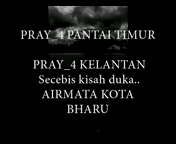 PRAY_4 PANTAI TIMUR
PRAY_4 KELANTAN
Secebis kisah duka..
AIRMATA KOTA
BHARU